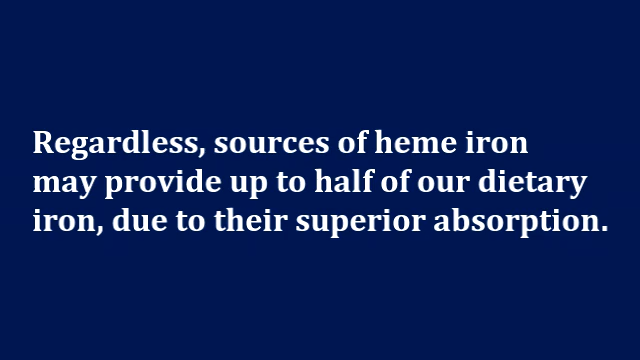 Regardless, sources of heme iron
may provide up to half of our dietary
iron, due to their superior absorption.